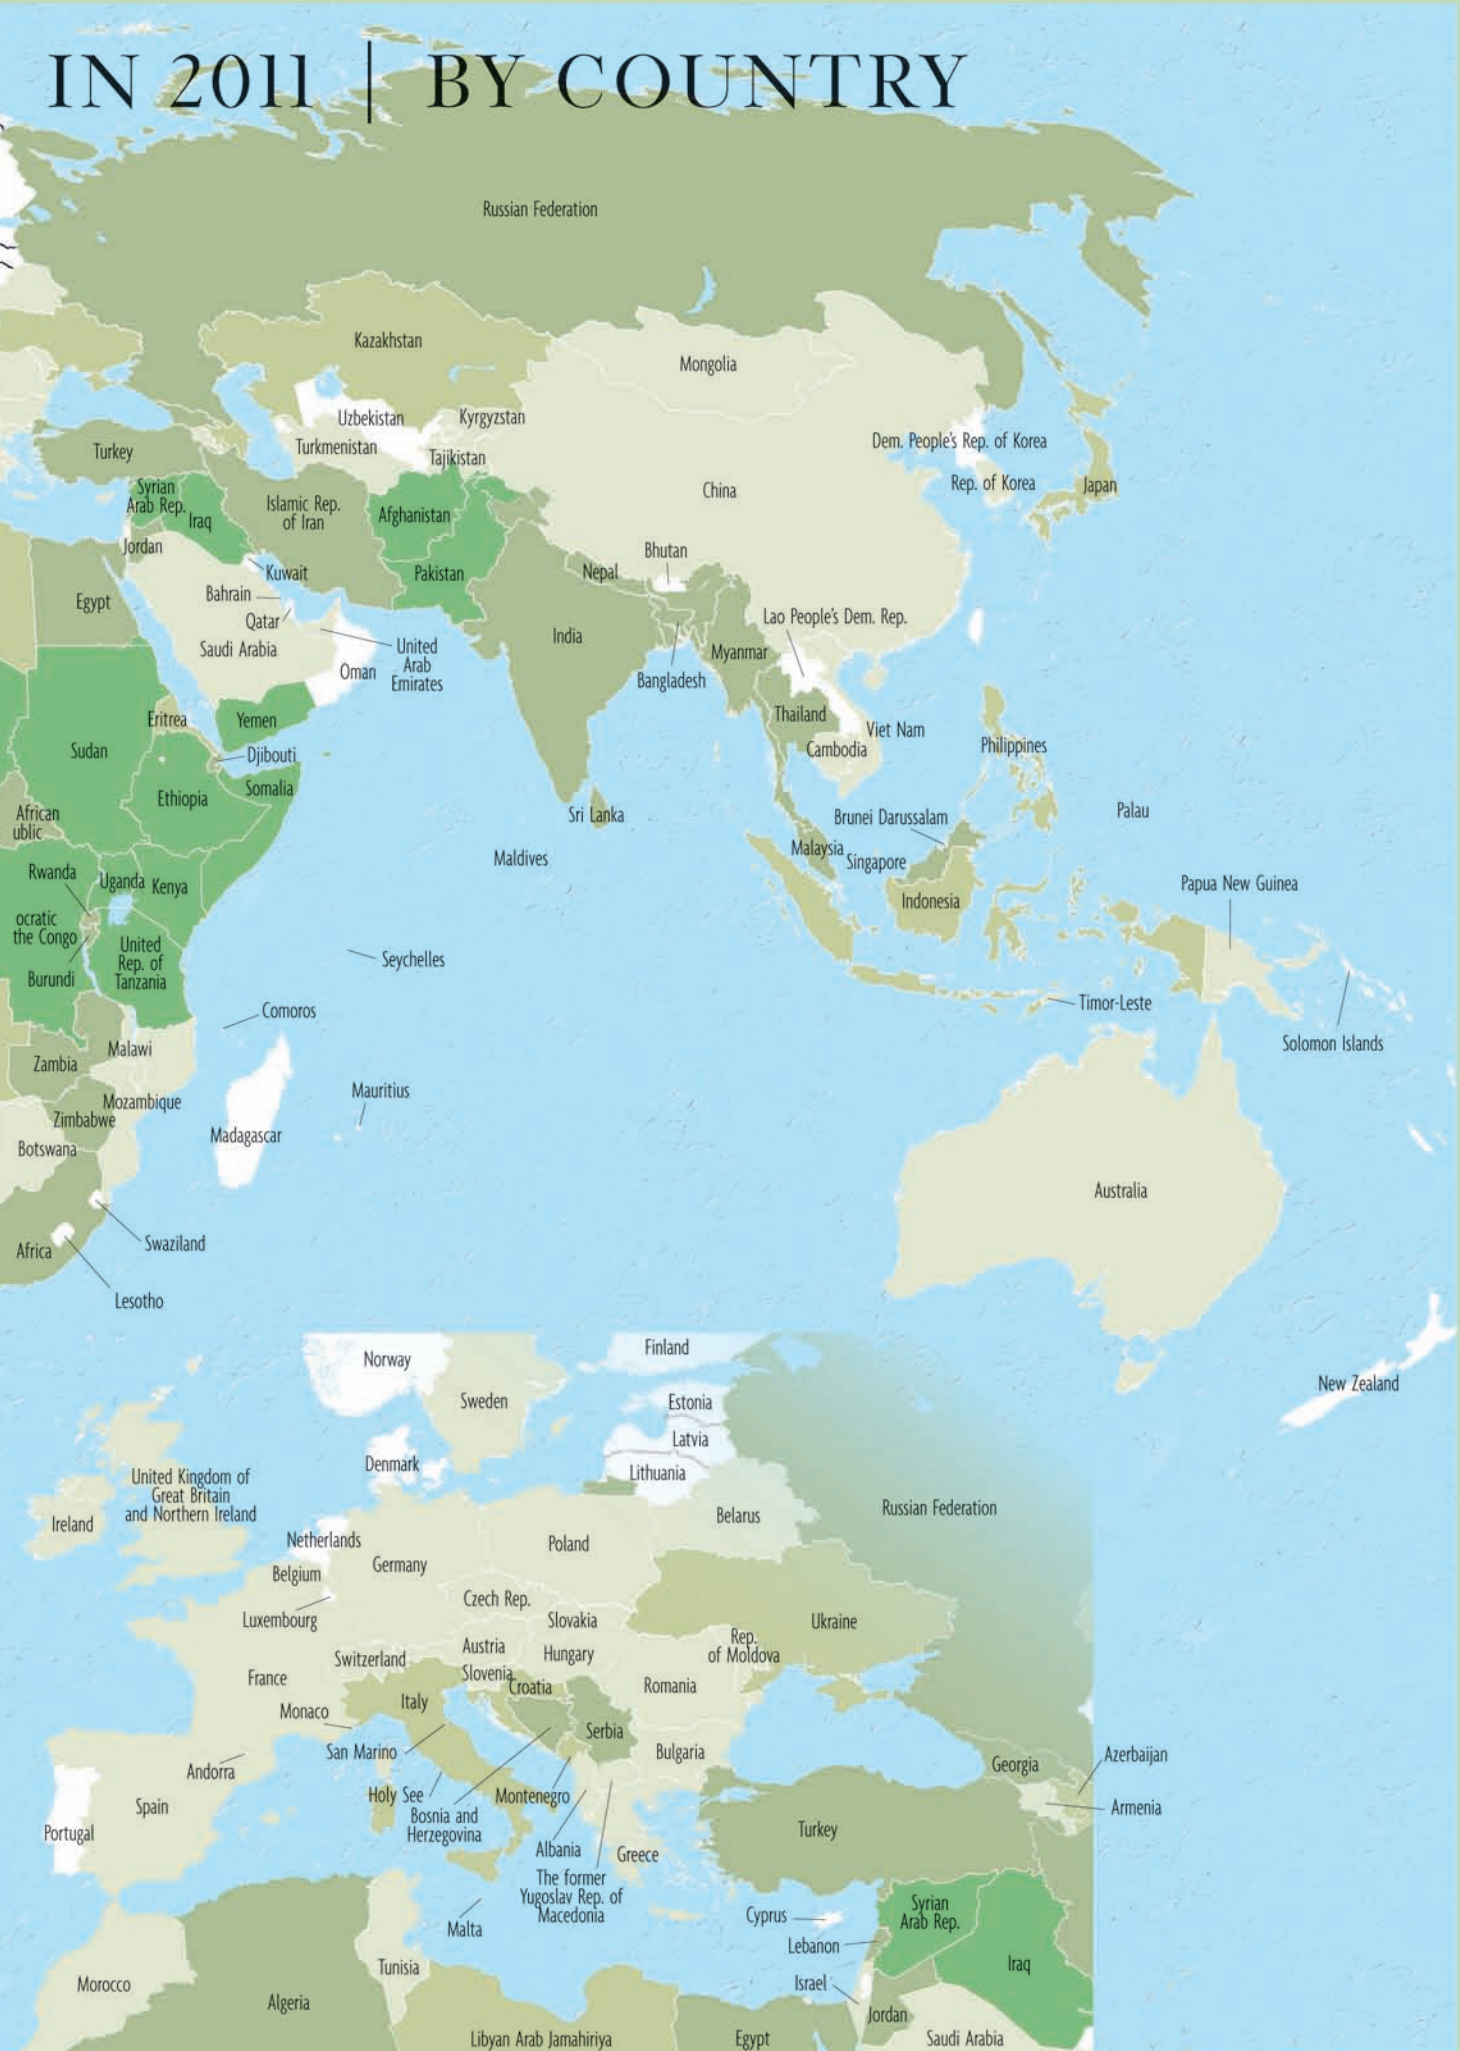 IN 2011 | BY COUNTRY
Russian Federation
Kazakhstan
Mongolia
Uzbekistan
Kyrgyzstan
Turkmenistan
Tajikistan
Turkey
Dem. People's Rep. of Korea
Rep. of Korea
Japan
China
Syrian
Arab Rep.
Iraq
Islamic Rep.
of Iran
Afghanistan
Jordan
Kuwait
Pakistan
Bhutan
Nepal
Egypt
Bahrain
Qatar
Saudi Arabia
United
Arab
Emirates
Oman
India
Lao People's Dem. Rep.
Myanmar
Bangladesh
Eritrea
Yemen
Thailand
Viet Nam
Cambodia
Philippines
Sudan
Djibouti
Ethiopia
Somalia
African
ublic
Sri Lanka
Brunei Darussalam
Palau
Maldives
Malaysia
Singapore
Rwanda
Uganda
Kenya
Indonesia
Papua New Guinea
ocratic
the Congo
United
Rep. of
Tanzania
Burundi
Seychelles
Timor-Leste
Comoros
Solomon Islands
Malawi
Zambia
Mozambique
Mauritius
Zimbabwe
Madagascar
Botswana
Australia
Swaziland
Africa
Lesotho
New Zealand
Norway
Finland
Sweden
Estonia
Latvia
Denmark
Lithuania
United Kingdom of
Great Britain
and Northern Ireland
Ireland
Belarus
Russian Federation
Netherlands
Poland
Germany
Belgium
Czech Rep.
Luxembourg
Slovakia
Ukraine
Rep.
of Moldova
Austria
Hungary
Switzerland
Slovenia
France
Croatia
Romania
Italy
Monaco
Serbia
San Marino
Bulgaria
Georgia
Azerbaijan
Andorra
Holy See
Montenegro
Armenia
Spain
Bosnia and
Herzegovina
Portugal
Turkey
Albania
Greece
The former
Yugoslav Rep. of
Macedonia
Malta
Cyprus
Syrian
Arab Rep.
Lebanon
Iraq
Tunisia
Israel
Morocco
Algeria
Jordan
Libyan Arab Jamahiriya
Egypt
Saudi Arabia